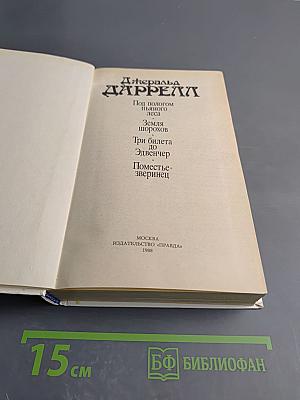 Джеральд
ДАРРЕЛЛ
Под пологом
пьяного
леса
Земля
шорохов
Три билета
до
Эдвенчер
Поместье-
зверинец
МОСКВА
ИЗДАТЕЛЬСТВО «ПРАВДА»
1988
15 см
БФ БИБЛИОФАН